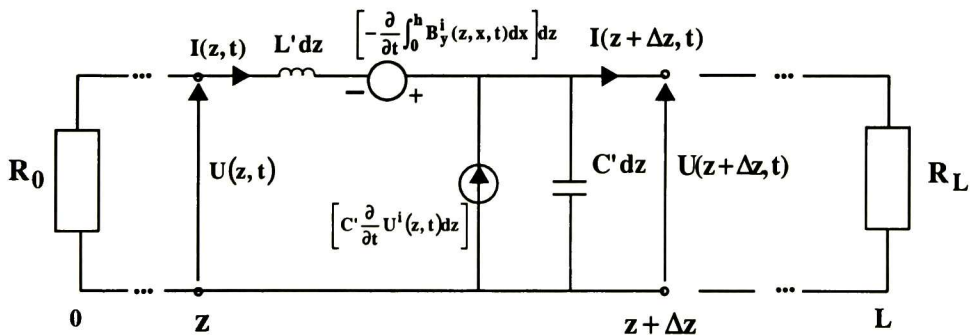 [-∂/∂t ∫₀ʰ Bᵢy(z, x, t)dx]dz
I(z, t)
L'dz
I(z + Δz, t)
− +
R₀
U(z, t)
C'dz
U(z + Δz, t)
R_L
[C' ∂/∂t Uⁱ(z, t)dz]
0
z
z + Δz
L